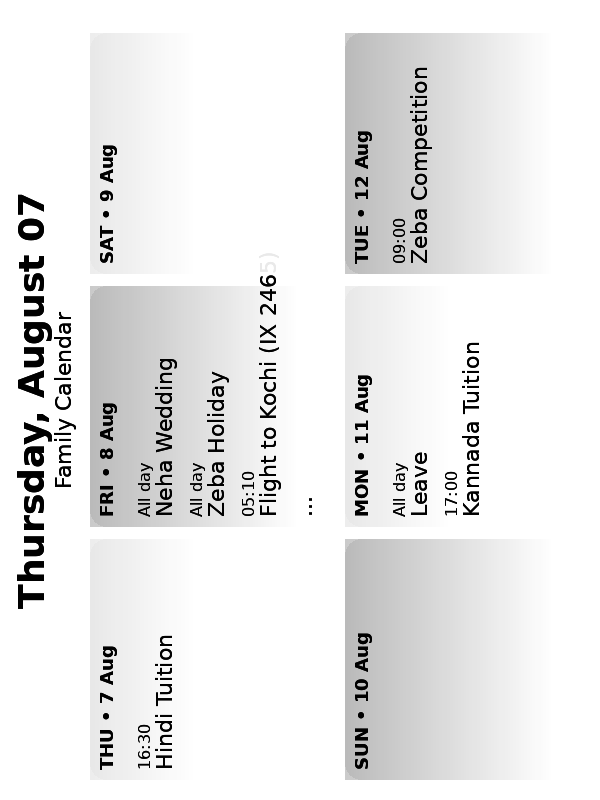 Thursday, August 07
Family Calendar
THU • 7 Aug
16:30
Hindi Tuition
FRI • 8 Aug
All day
Neha Wedding
All day
Zeba Holiday
05:10
Flight to Kochi (IX 2465)
...
SAT • 9 Aug
SUN • 10 Aug
MON • 11 Aug
All day
Leave
17:00
Kannada Tuition
TUE • 12 Aug
09:00
Zeba Competition